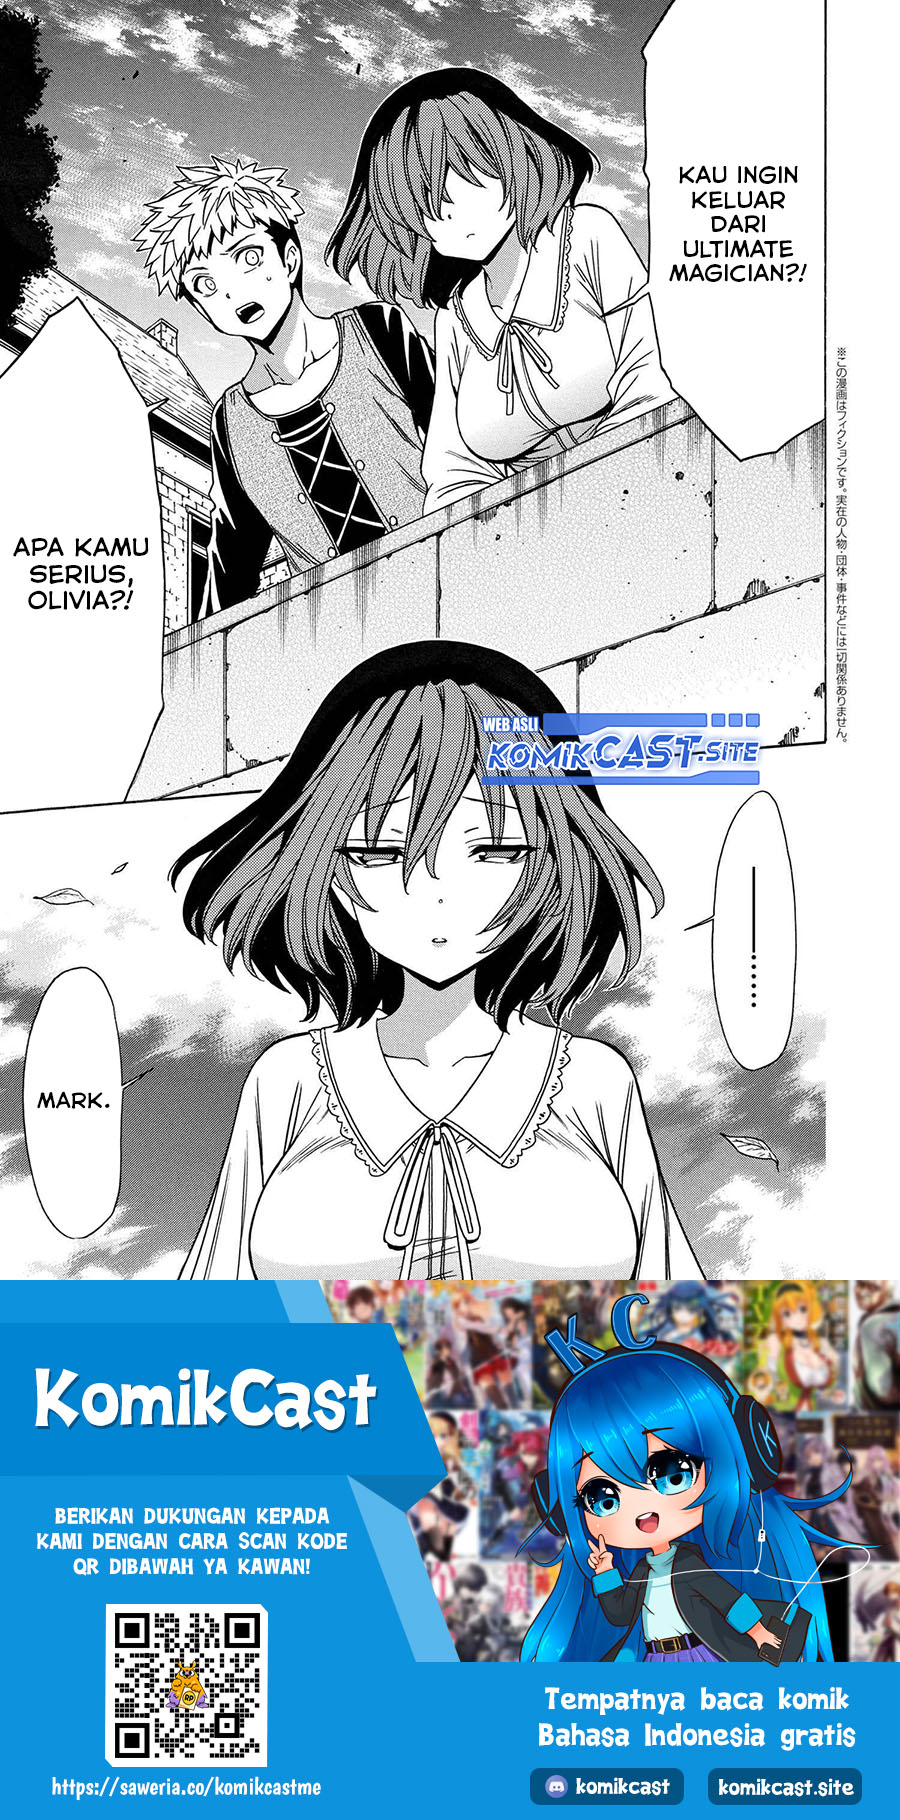 KAU INGIN
KELUAR
DARI
ULTIMATE
MAGICIAN?!
※この漫画はフィクションです。実在の人物・団体・事件などには一切関係ありません。
APA KAMU
SERIUS,
OLIVIA?!
WEB ASLI
KOMIKCAST.SITE
―――……
MARK.
KC
KomikCast
K
BERIKAN DUKUNGAN KEPADA
KAMI DENGAN CARA SCAN KODE
QR DIBAWAH YA KAWAN!
RP
https://saweria.co/komikcastme
Tempatnya baca komik
Bahasa Indonesia gratis
komikcast
komikcast.site